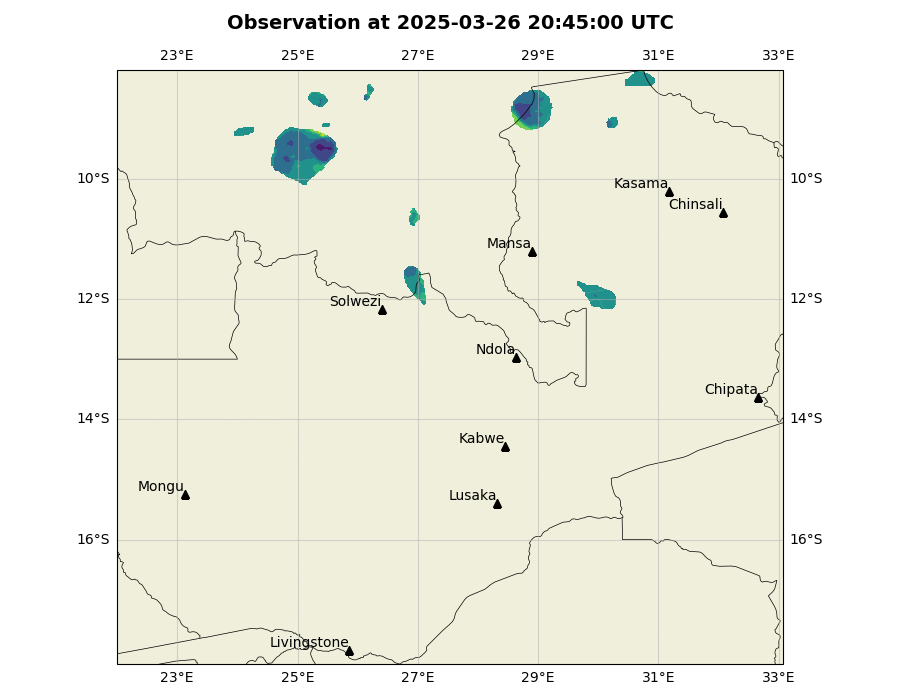 Observation at 2025-03-26 20:45:00 UTC
23°E 25°E 27°E 29°E 31°E 33°E
10°S 10°S
Kasama
Chinsali
Mansa
12°S 12°S
Solwezi
Ndola
Chipata
14°S 14°S
Kabwe
Mongu
Lusaka
16°S 16°S
Livingstone
23°E 25°E 27°E 29°E 31°E 33°E